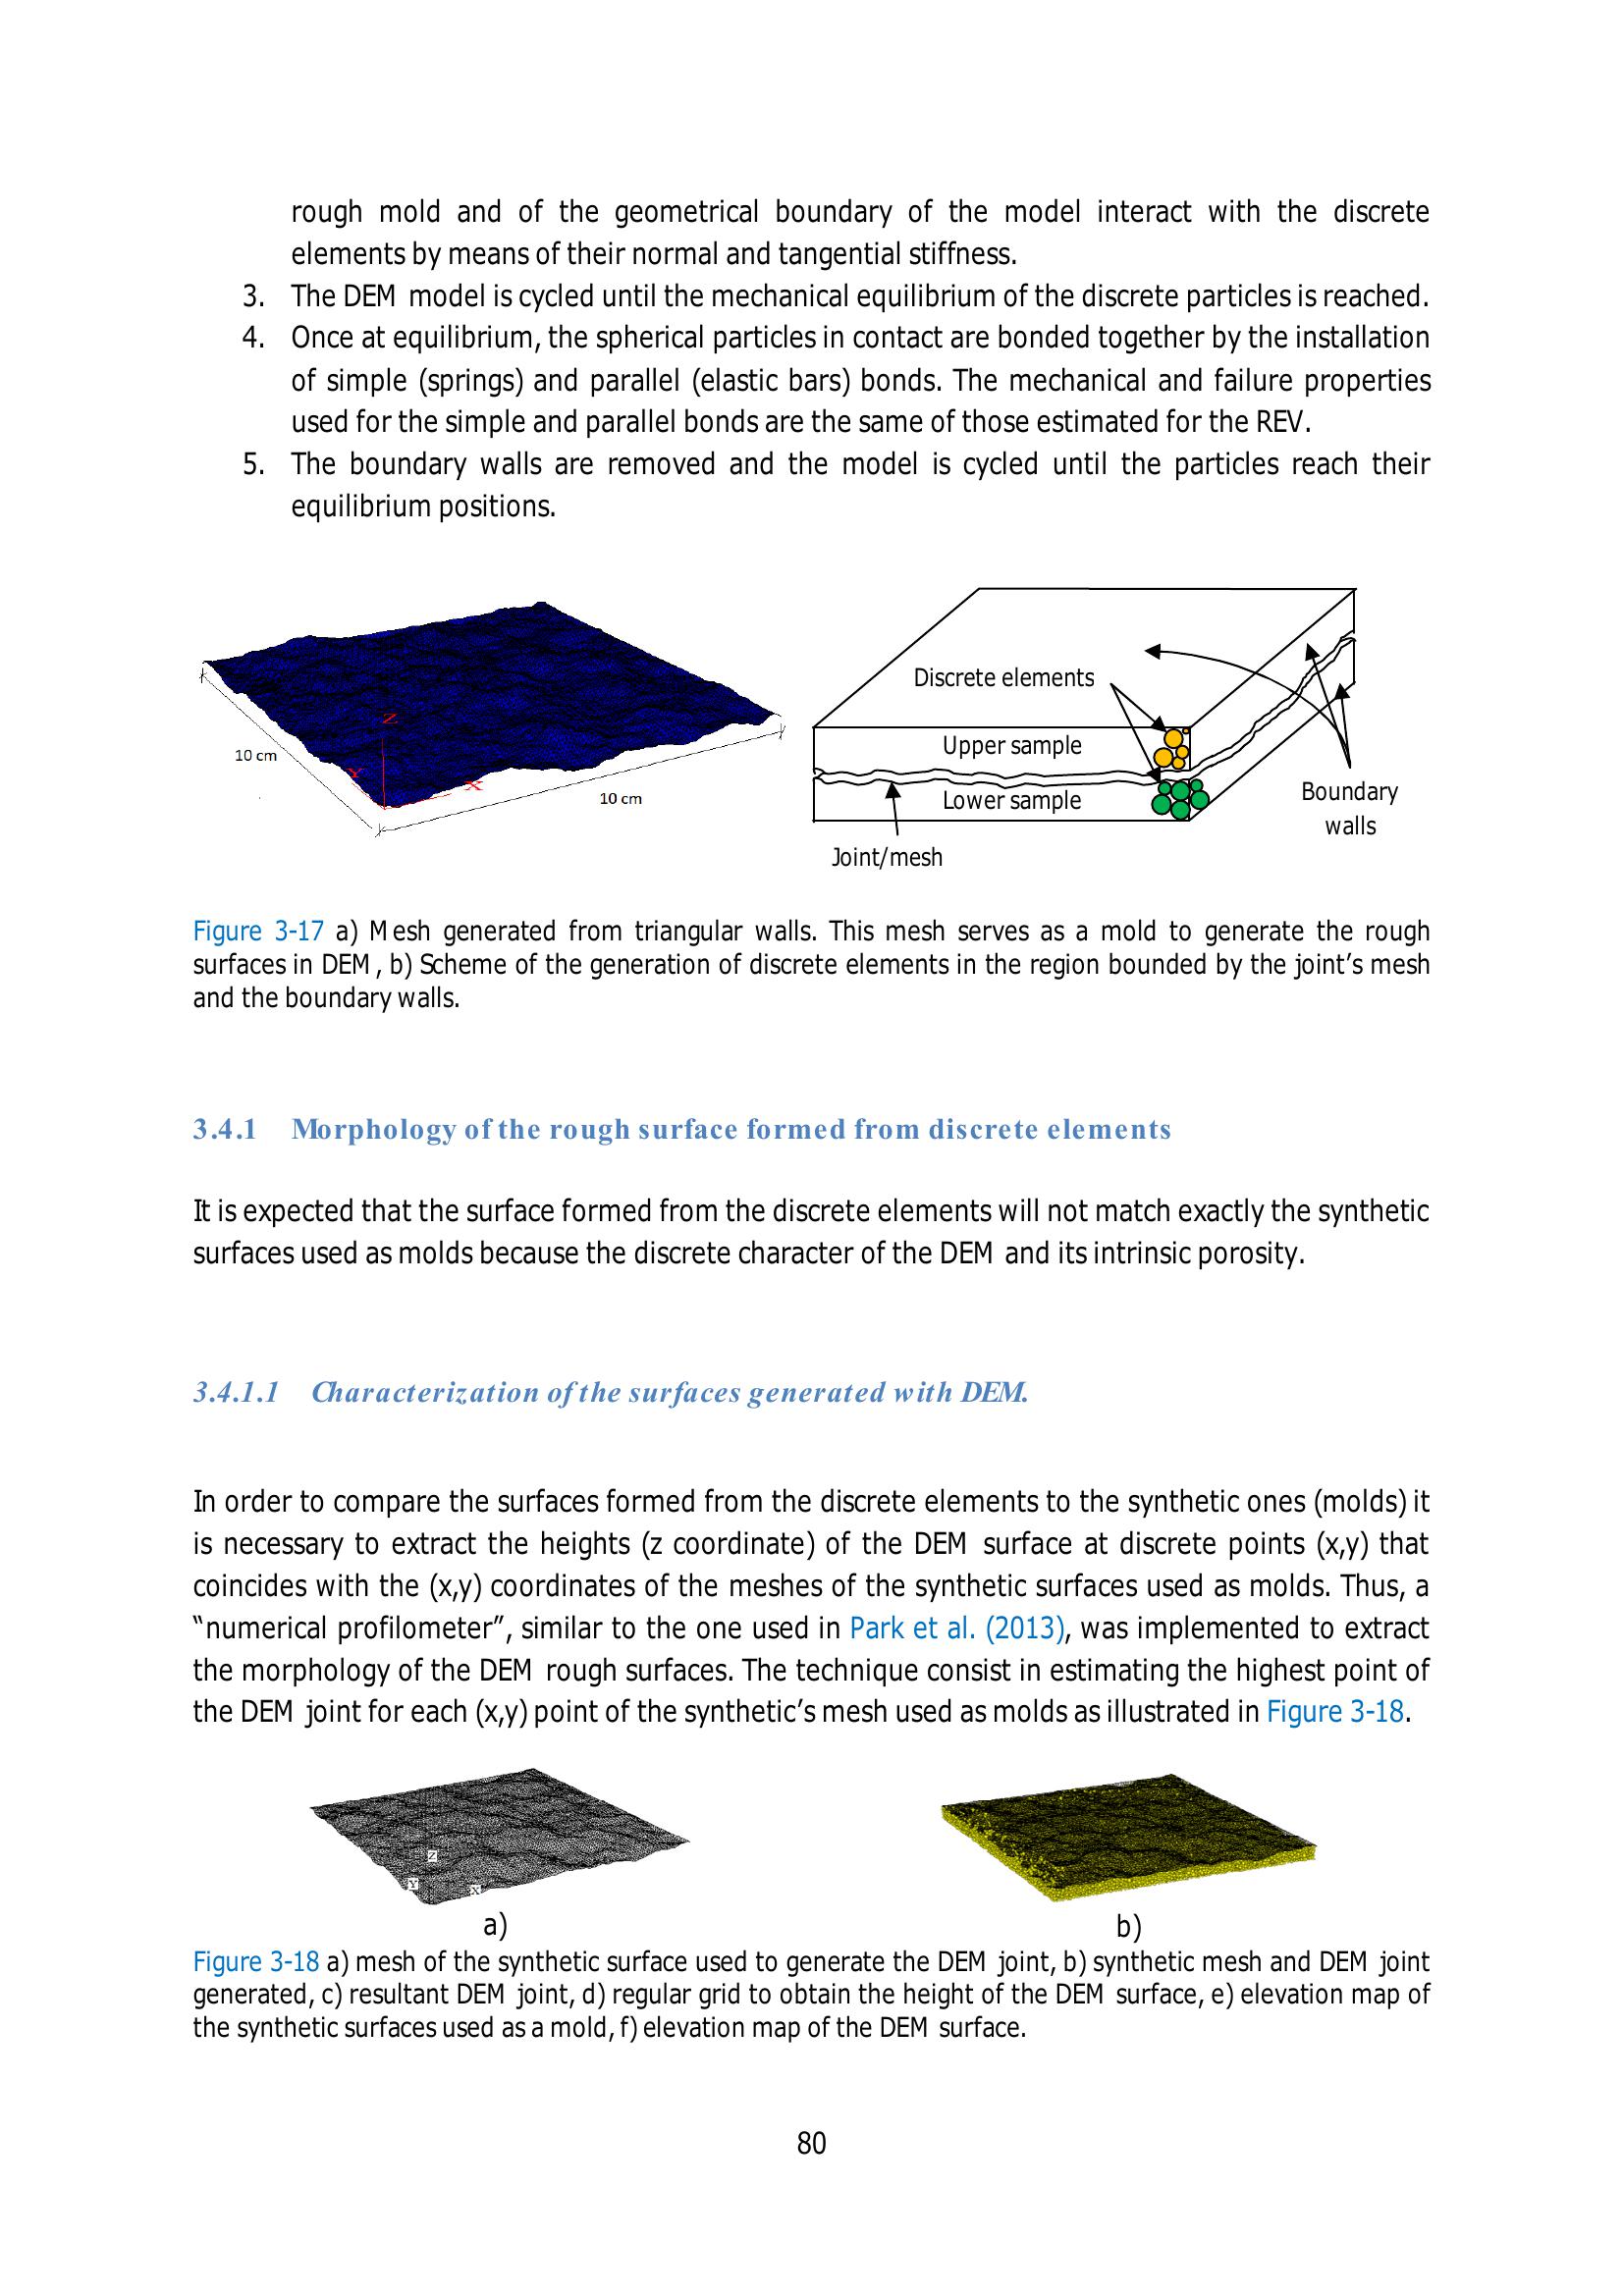 rough mold and of the geometrical boundary of the model interact with the discrete
elements by means of their normal and tangential stiffness.
3. The DEM model is cycled until the mechanical equilibrium of the discrete particles is reached.
4. Once at equilibrium, the spherical particles in contact are bonded together by the installation
of simple (springs) and parallel (elastic bars) bonds. The mechanical and failure properties
used for the simple and parallel bonds are the same of those estimated for the REV.
5. The boundary walls are removed and the model is cycled until the particles reach their
equilibrium positions.
Z
Y
X
10 cm
10 cm
Discrete elements
Upper sample
Lower sample
Joint/mesh
Boundary
walls
Figure 3-17 a) Mesh generated from triangular walls. This mesh serves as a mold to generate the rough
surfaces in DEM, b) Scheme of the generation of discrete elements in the region bounded by the joint’s mesh
and the boundary walls.
3.4.1 Morphology of the rough surface formed from discrete elements
It is expected that the surface formed from the discrete elements will not match exactly the synthetic
surfaces used as molds because the discrete character of the DEM and its intrinsic porosity.
3.4.1.1 Characterization of the surfaces generated with DEM.
In order to compare the surfaces formed from the discrete elements to the synthetic ones (molds) it
is necessary to extract the heights (z coordinate) of the DEM surface at discrete points (x,y) that
coincides with the (x,y) coordinates of the meshes of the synthetic surfaces used as molds. Thus, a
“numerical profilometer”, similar to the one used in Park et al. (2013), was implemented to extract
the morphology of the DEM rough surfaces. The technique consist in estimating the highest point of
the DEM joint for each (x,y) point of the synthetic’s mesh used as molds as illustrated in Figure 3-18.
Z
Y
X
a)
b)
Figure 3-18 a) mesh of the synthetic surface used to generate the DEM joint, b) synthetic mesh and DEM joint
generated, c) resultant DEM joint, d) regular grid to obtain the height of the DEM surface, e) elevation map of
the synthetic surfaces used as a mold, f) elevation map of the DEM surface.
80